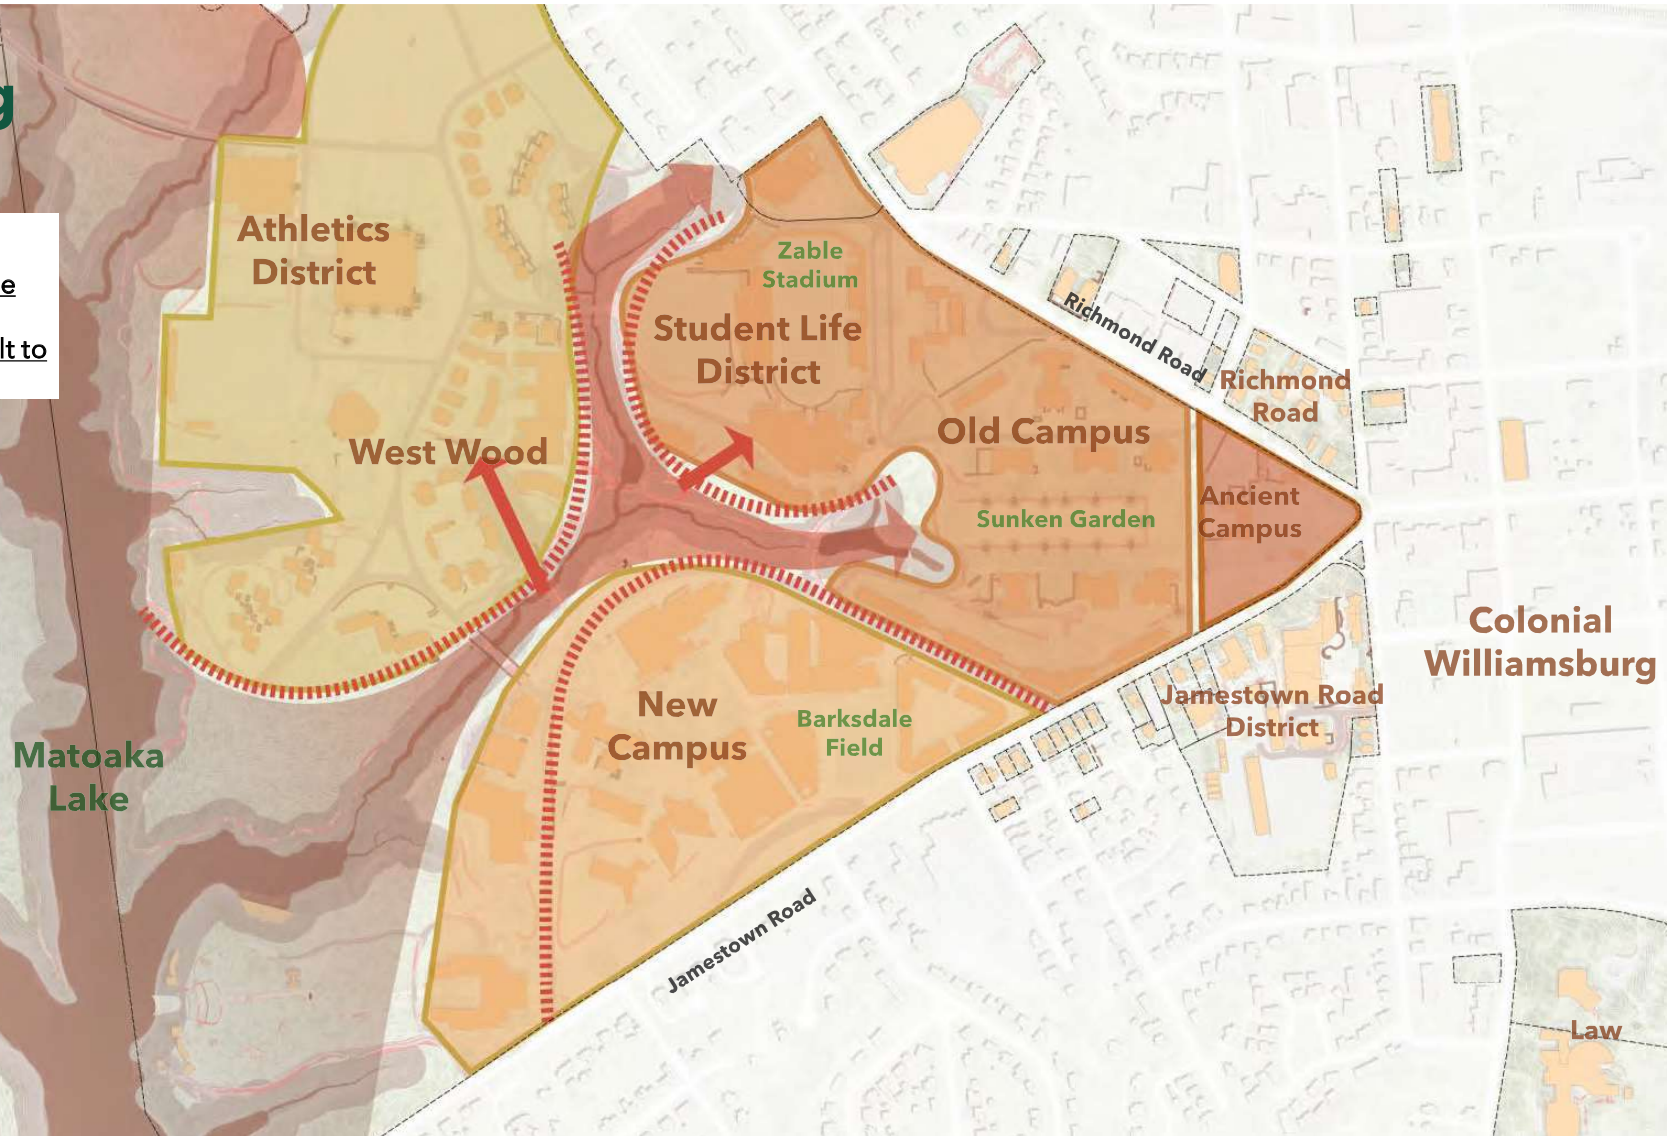 g
e
lt to
Athletics
District
Zable
Stadium
Student Life
District
Richmond Road
Richmond
Road
West Wood
Old Campus
Ancient
Campus
Sunken Garden
Colonial
Williamsburg
New
Campus
Barksdale
Field
Jamestown Road
District
Matoaka
Lake
Jamestown Road
Law